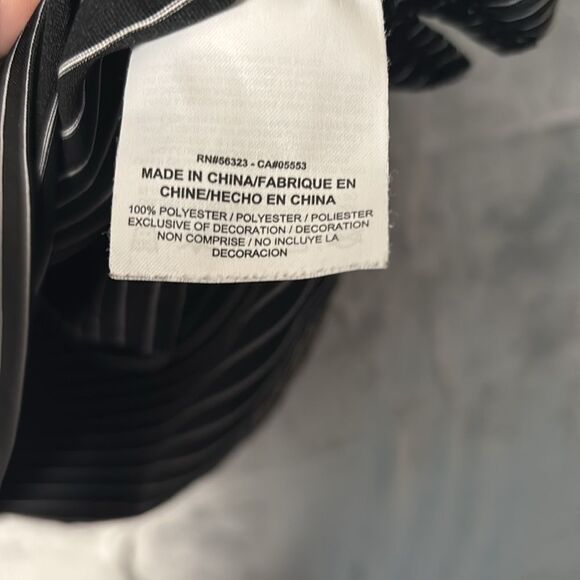 RN#56323 - CA#05553
MADE IN CHINA/FABRIQUE EN
CHINE/HECHO EN CHINA
100% POLYESTER / POLYESTER / POLIESTER
EXCLUSIVE OF DECORATION / DECORATION
NON COMPRISE / NO INCLUYE LA
DECORACION